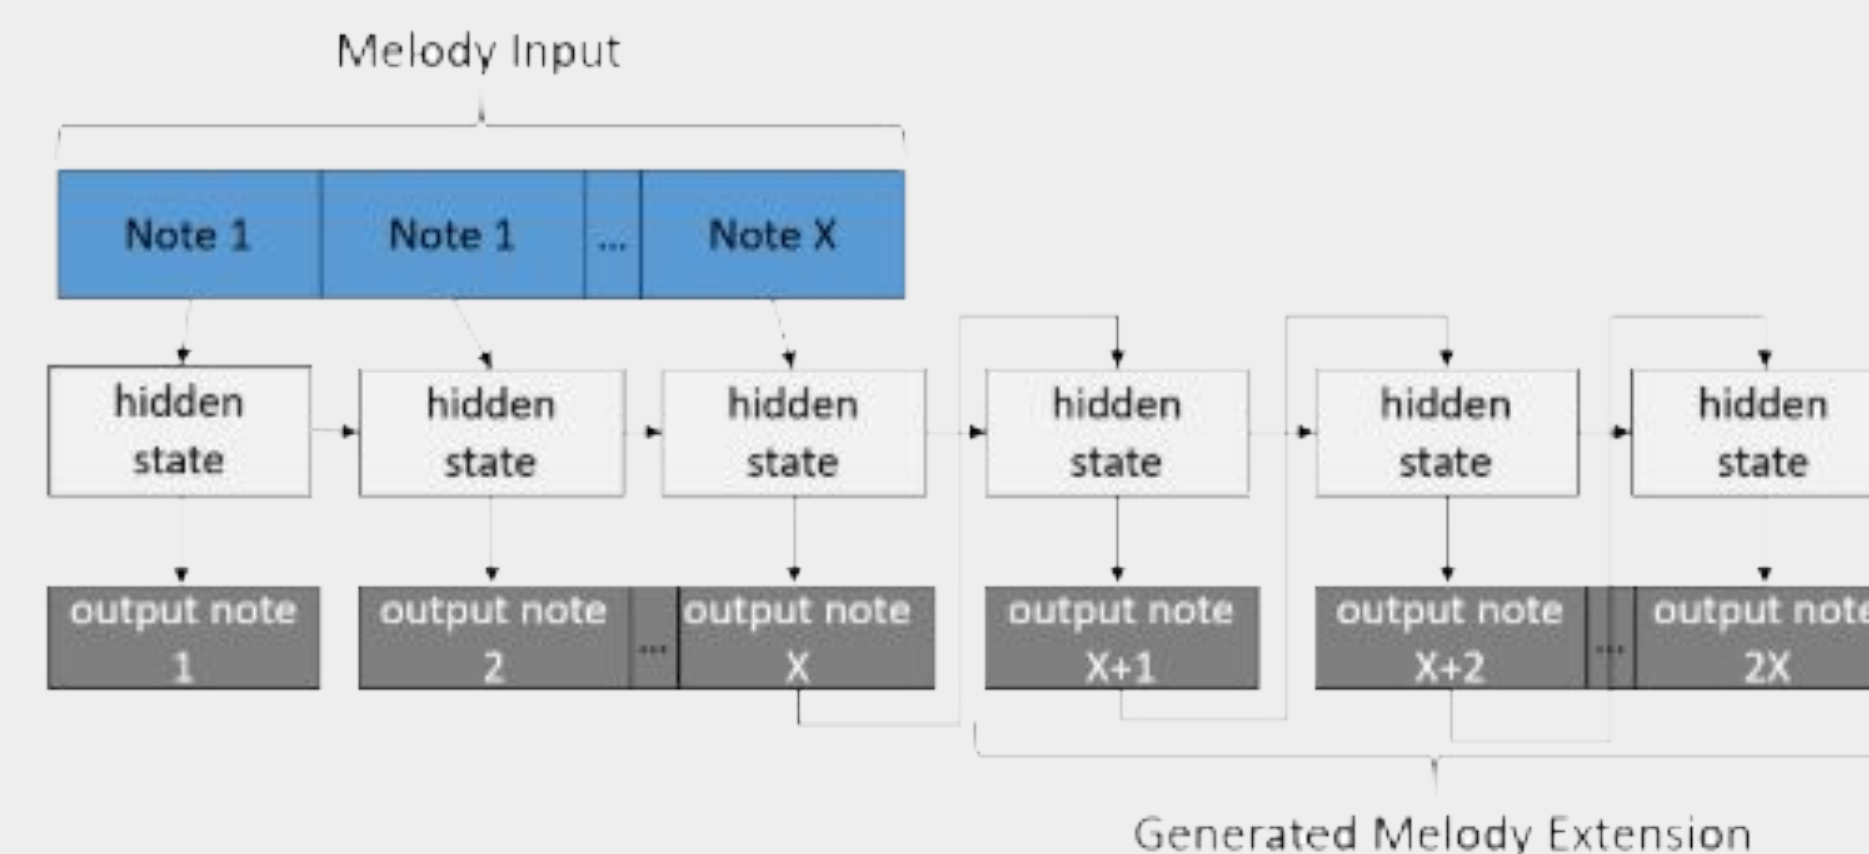 Melody Input
Note 1 Note 1 ... Note X
hidden hidden hidden hidden hidden hidden
state state state state state state
output note output note ... output note output note output note ... output note
1 2 X X+1 X+2 2X
Generated Melody Extension